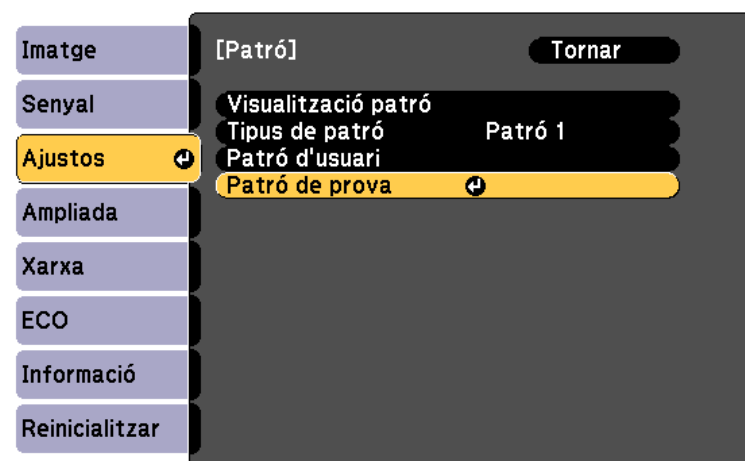 Imatge
Senyal
Ajustos
Ampliada
Xarxa
ECO
Informació
Reinicialitzar
[Patró] Tornar
Visualització patró
Tipus de patró Patró 1
Patró d'usuari
Patró de prova